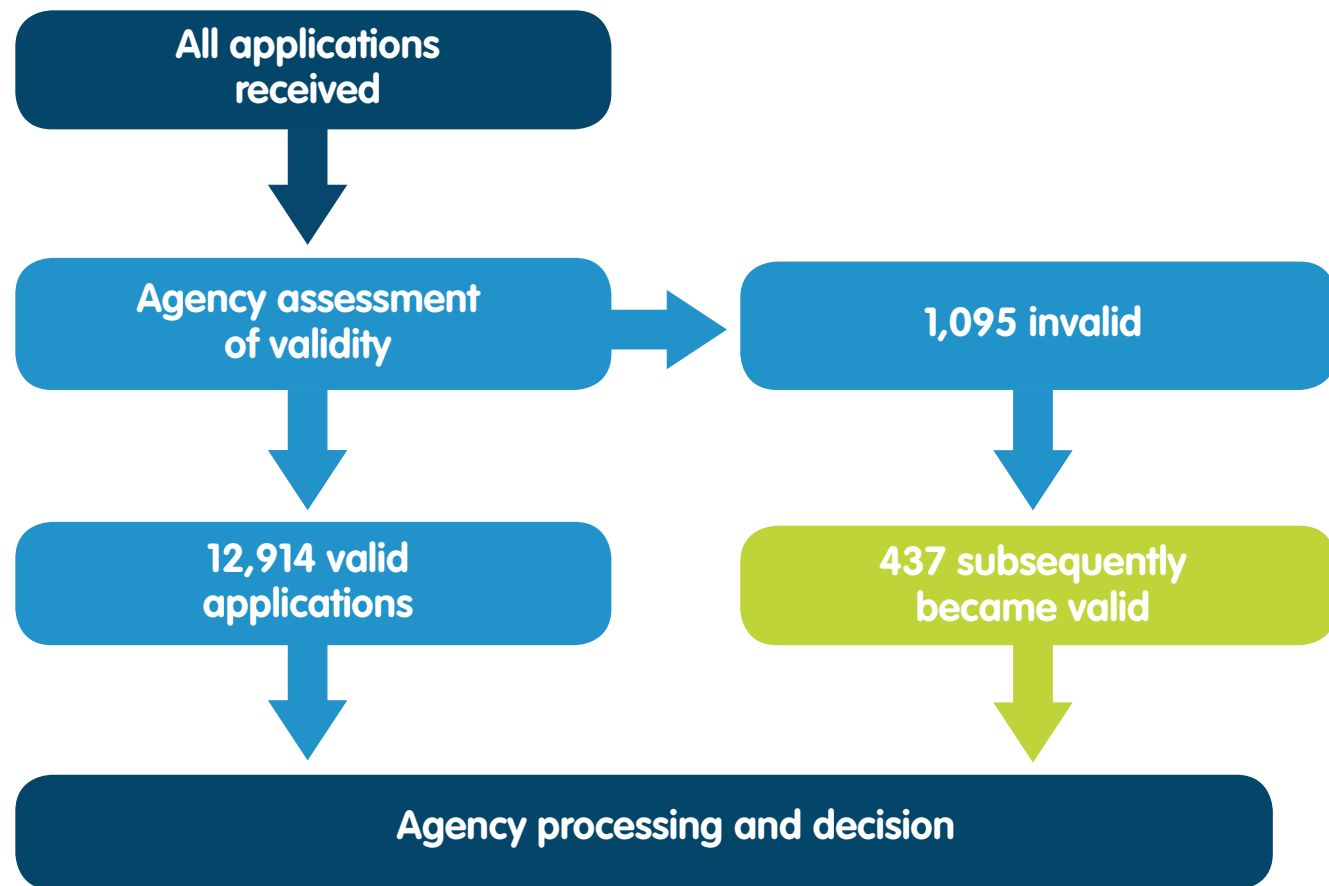 All applications
received
Agency assessment
of validity
1,095 invalid
12,914 valid
applications
437 subsequently
became valid
Agency processing and decision